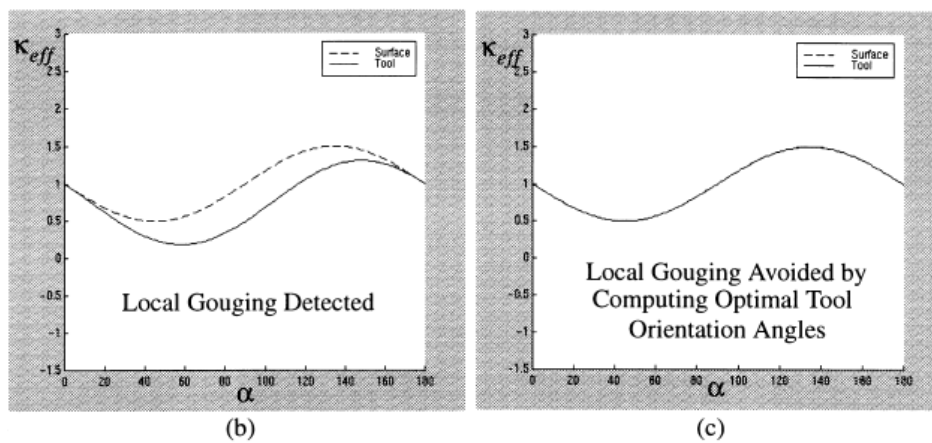 κeff
3
2.5
2
1.5
1
0.5
0
-0.5
-1
-1.5
Surface
Tool
Local Gouging Detected
0 20 40 60 80 100 120 140 160 180
α
(b)
κeff
3
2.5
2
1.5
1
0.5
0
-0.5
-1
-1.5
Surface
Tool
Local Gouging Avoided by
Computing Optimal Tool
Orientation Angles
0 20 40 60 80 100 120 140 160 180
α
(c)